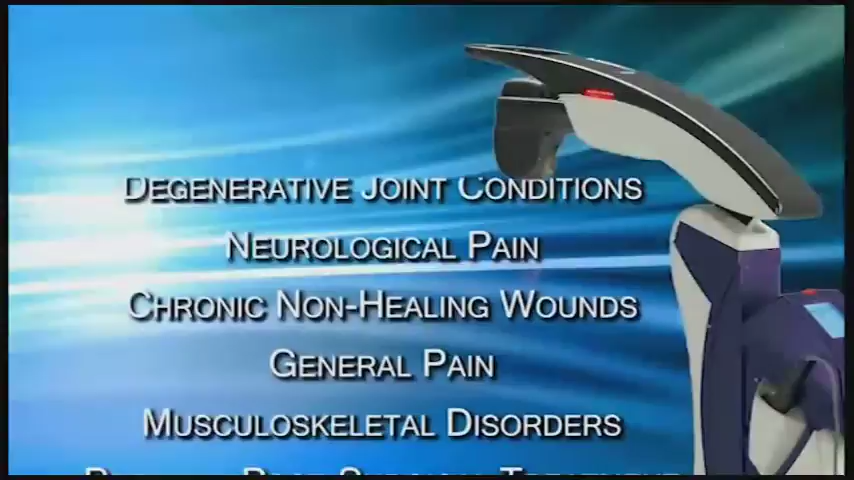 Degenerative Joint Conditions
Neurological Pain
Chronic Non-Healing Wounds
General Pain
Musculoskeletal Disorders